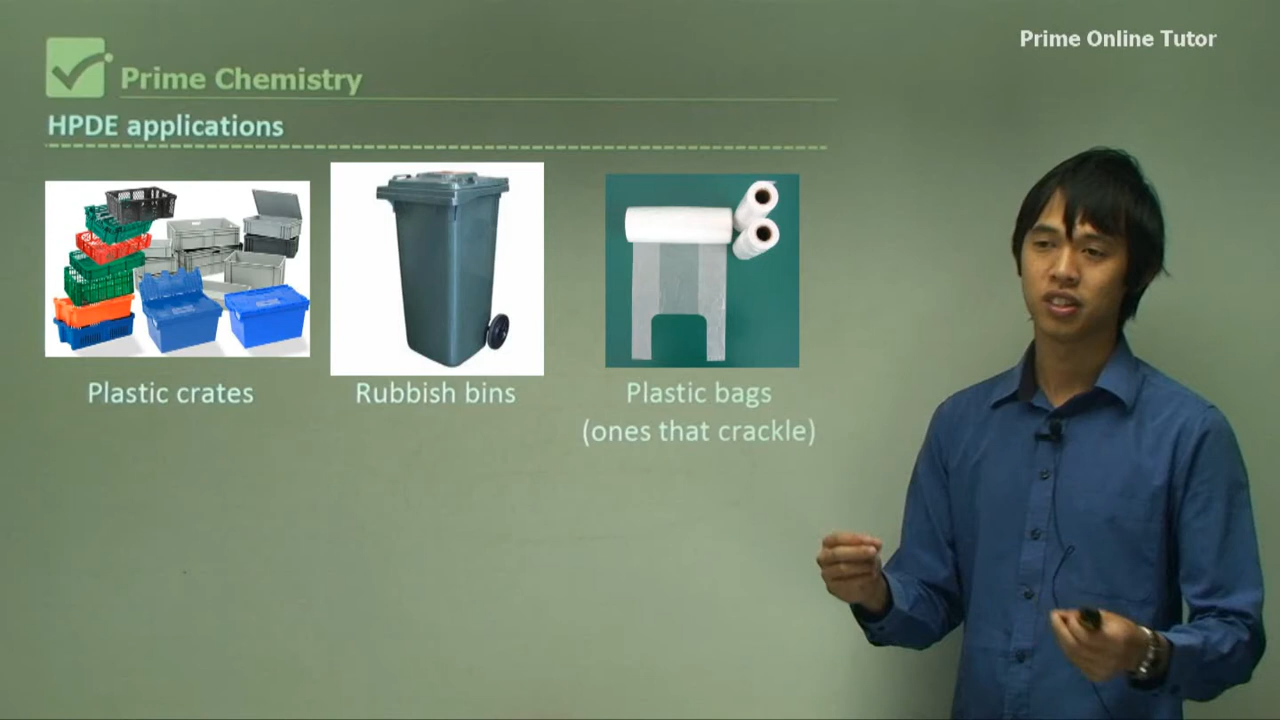 Prime Online Tutor
Prime Chemistry
HPDE applications
Plastic crates
Rubbish bins
Plastic bags
(ones that crackle)